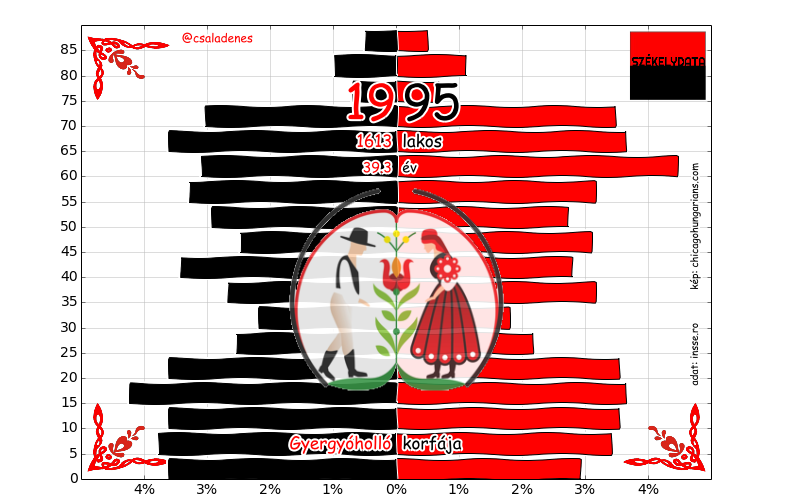 @csaladenes
SZÉKELYDATA
1995
1613 lakos
39.3 év
kép: chicagohungarians.com
adat: insse.ro
Gyergyóholló korfája
85
80
75
70
65
60
55
50
45
40
35
30
25
20
15
10
5
0
4% 3% 2% 1% 0% 1% 2% 3% 4%